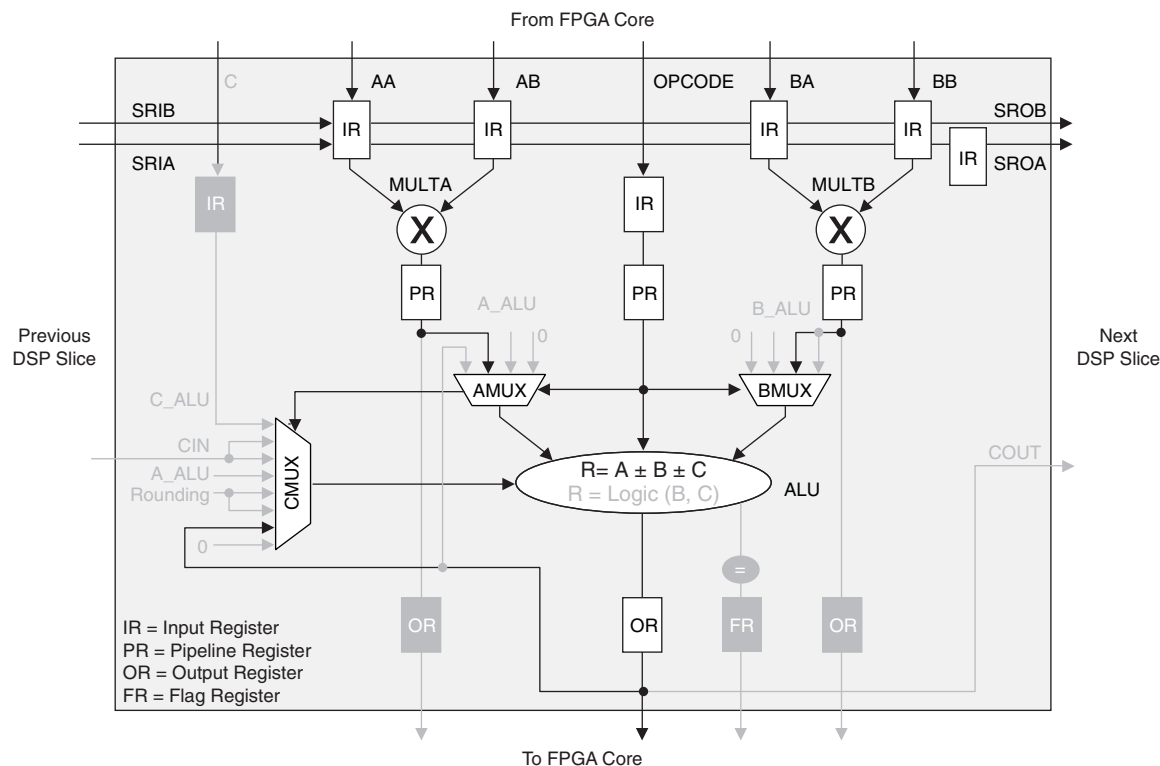 From FPGA Core
C
AA
AB
OPCODE
BA
BB
SRIB
IR
IR
IR
IR
SROB
SRIA
IR
SROA
MULTA
MULTB
IR
IR
X
X
PR
PR
PR
A_ALU
B_ALU
0
0
Previous
DSP Slice
Next
DSP Slice
AMUX
BMUX
C_ALU
CIN
A_ALU
Rounding
0
CMUX
R= A ± B ± C
R = Logic (B, C)
ALU
COUT
=
OR
OR
FR
OR
IR = Input Register
PR = Pipeline Register
OR = Output Register
FR = Flag Register
To FPGA Core